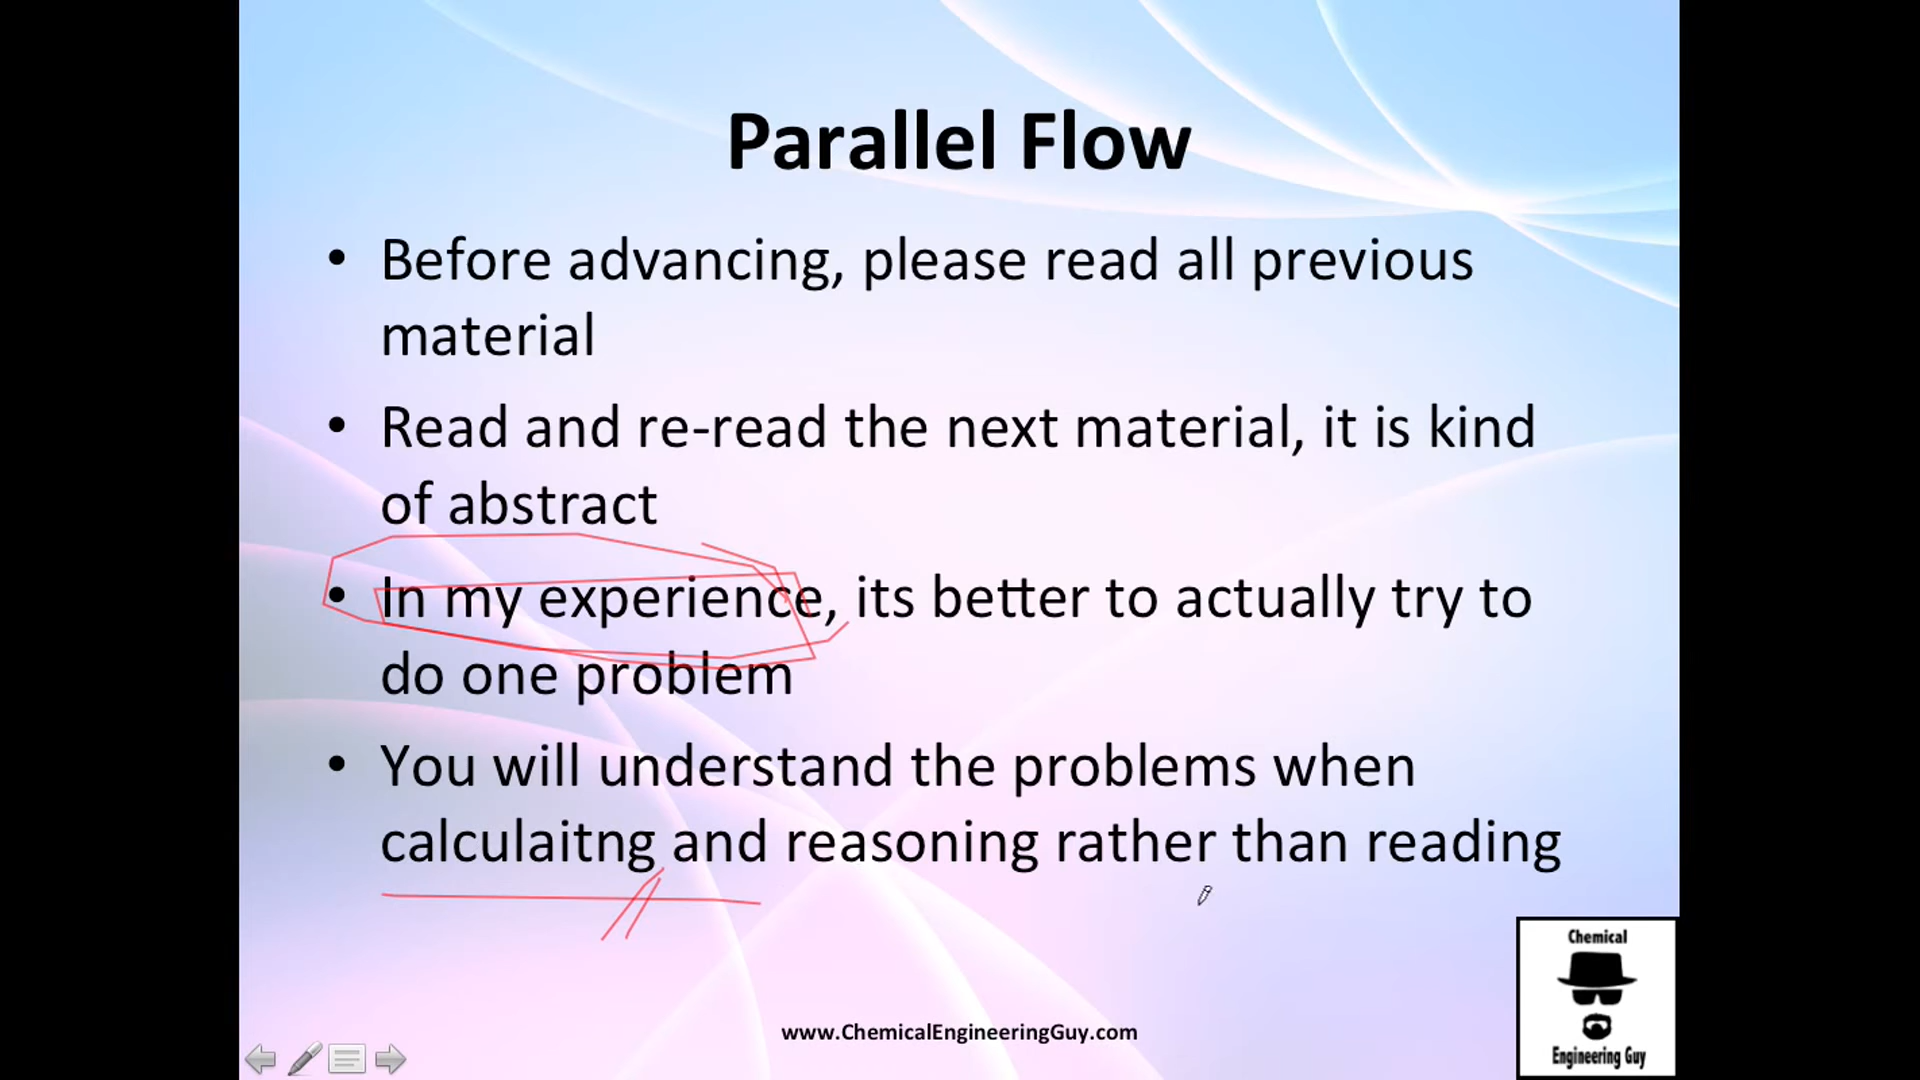 Parallel Flow
• Before advancing, please read all previous
material
• Read and re-read the next material, it is kind
of abstract
• In my experience, its better to actually try to
do one problem
• You will understand the problems when
calculaitng and reasoning rather than reading
www.ChemicalEngineeringGuy.com
Chemical
Engineering Guy